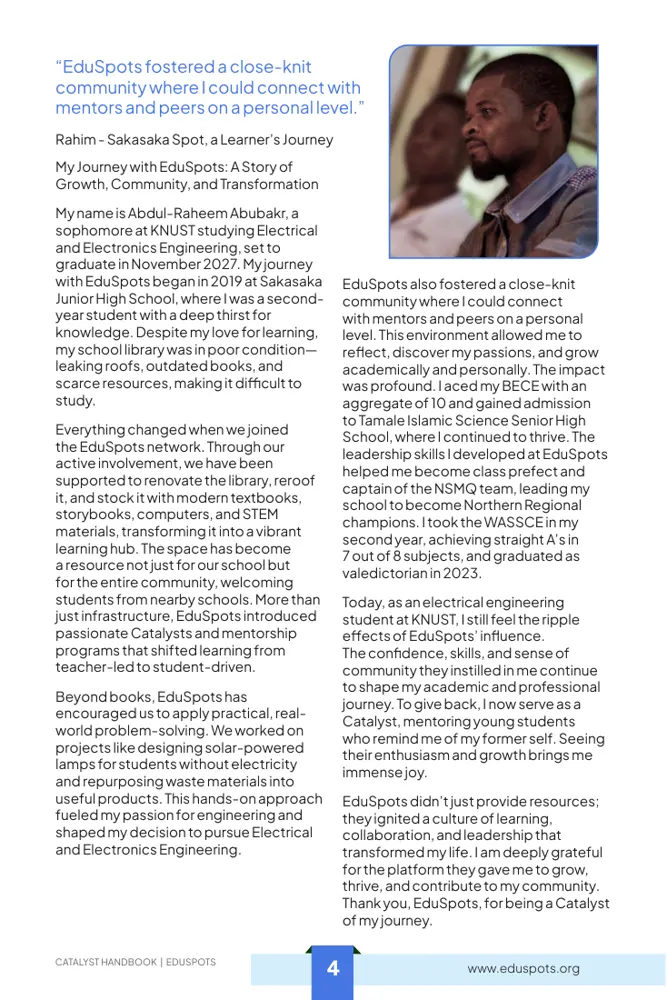 “EduSpots fostered a close-knit
community where I could connect with
mentors and peers on a personal level.”
Rahim - Sakasaka Spot, a Learner’s Journey
My Journey with EduSpots: A Story of
Growth, Community, and Transformation
My name is Abdul-Raheem Abubakr, a
sophomore at KNUST studying Electrical
and Electronics Engineering, set to
graduate in November 2027. My journey
with EduSpots began in 2019 at Sakasaka
Junior High School, where I was a second-
year student with a deep thirst for
knowledge. Despite my love for learning,
my school library was in poor condition—
leaking roofs, outdated books, and
scarce resources, making it difficult to
study.
Everything changed when we joined
the EduSpots network. Through our
active involvement, we have been
supported to renovate the library, reroof
it, and stock it with modern textbooks,
storybooks, computers, and STEM
materials, transforming it into a vibrant
learning hub. The space has become
a resource not just for our school but
for the entire community, welcoming
students from nearby schools. More than
just infrastructure, EduSpots introduced
passionate Catalysts and mentorship
programs that shifted learning from
teacher-led to student-driven.
Beyond books, EduSpots has
encouraged us to apply practical, real-
world problem-solving. We worked on
projects like designing solar-powered
lamps for students without electricity
and repurposing waste materials into
useful products. This hands-on approach
fueled my passion for engineering and
shaped my decision to pursue Electrical
and Electronics Engineering.
EduSpots also fostered a close-knit
community where I could connect
with mentors and peers on a personal
level. This environment allowed me to
reflect, discover my passions, and grow
academically and personally. The impact
was profound. I aced my BECE with an
aggregate of 10 and gained admission
to Tamale Islamic Science Senior High
School, where I continued to thrive. The
leadership skills I developed at EduSpots
helped me become class prefect and
captain of the NSMQ team, leading my
school to become Northern Regional
champions. I took the WASSCE in my
second year, achieving straight A’s in
7 out of 8 subjects, and graduated as
valedictorian in 2023.
Today, as an electrical engineering
student at KNUST, I still feel the ripple
effects of EduSpots’ influence.
The confidence, skills, and sense of
community they instilled in me continue
to shape my academic and professional
journey. To give back, I now serve as a
Catalyst, mentoring young students
who remind me of my former self. Seeing
their enthusiasm and growth brings me
immense joy.
EduSpots didn’t just provide resources;
they ignited a culture of learning,
collaboration, and leadership that
transformed my life. I am deeply grateful
for the platform they gave me to grow,
thrive, and contribute to my community.
Thank you, EduSpots, for being a Catalyst
of my journey.
CATALYST HANDBOOK | EDUSPOTS
4
www.eduspots.org